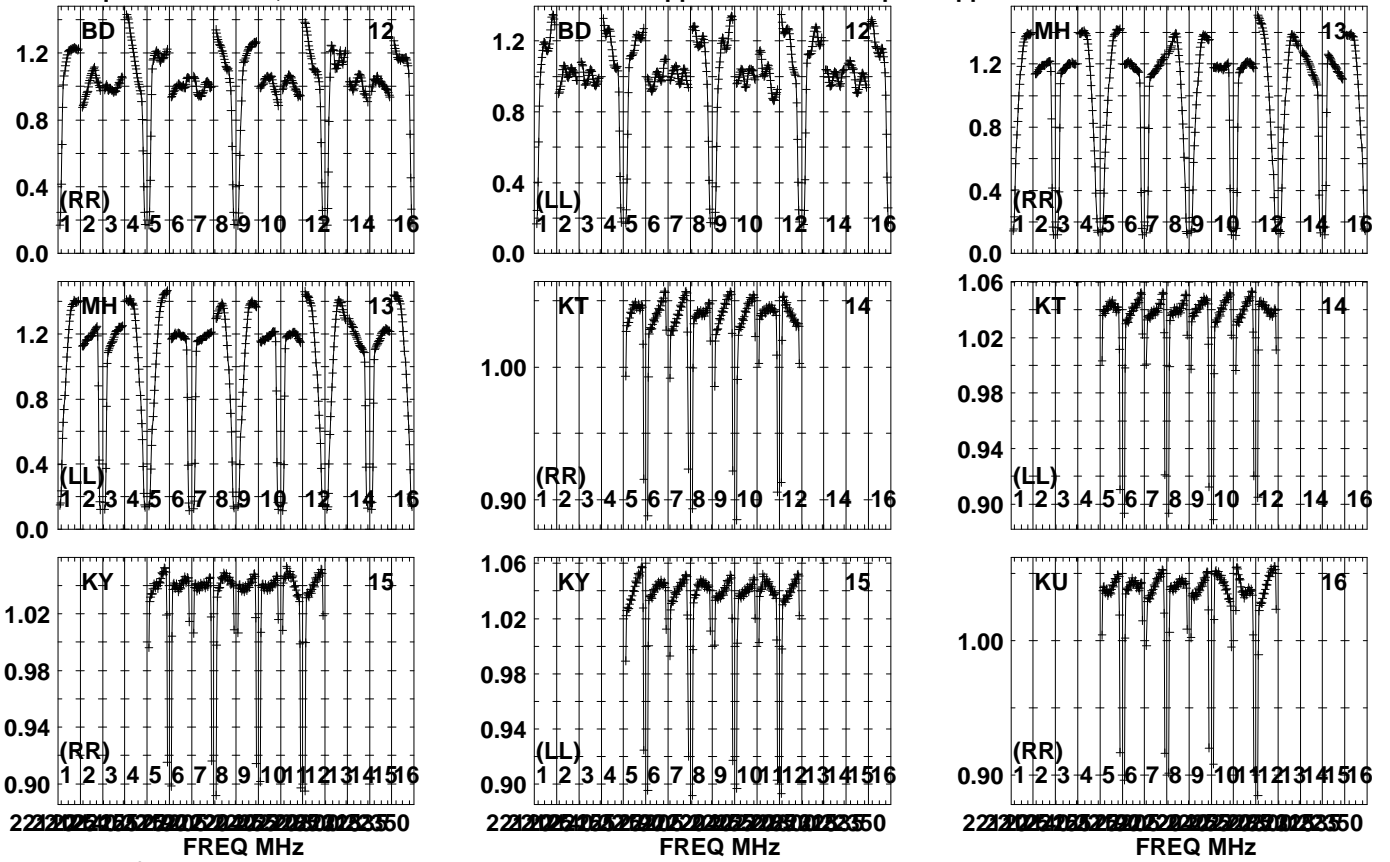 BD 12
1.2
0.8
0.4
0.0
(RR)
1 2 3 4 5 6 7 8 9 10 12 14 16
BD 12
1.2
0.8
0.4
0.0
(LL)
1 2 3 4 5 6 7 8 9 10 12 14 16
MH 13
1.2
0.8
0.4
0.0
(RR)
1 2 3 4 5 6 7 8 9 10 12 14 16
MH 13
1.2
0.8
0.4
0.0
(LL)
1 2 3 4 5 6 7 8 9 10 12 14 16
KT 14
1.00
0.90
(RR)
1 2 3 4 5 6 7 8 9 10 12 14 16
KT 14
1.06
1.02
0.98
0.94
0.90
(LL)
1 2 3 4 5 6 7 8 9 10 12 14 16
KY 15
1.02
0.98
0.94
0.90
(RR)
1 2 3 4 5 6 7 8 9 10 11 12 13 14 15 16
KY 15
1.06
1.02
0.98
0.94
0.90
(LL)
1 2 3 4 5 6 7 8 9 10 11 12 13 14 15 16
KU 16
1.00
0.90
(RR)
1 2 3 4 5 6 7 8 9 10 11 12 13 14 15 16
FREQ MHz
FREQ MHz
FREQ MHz